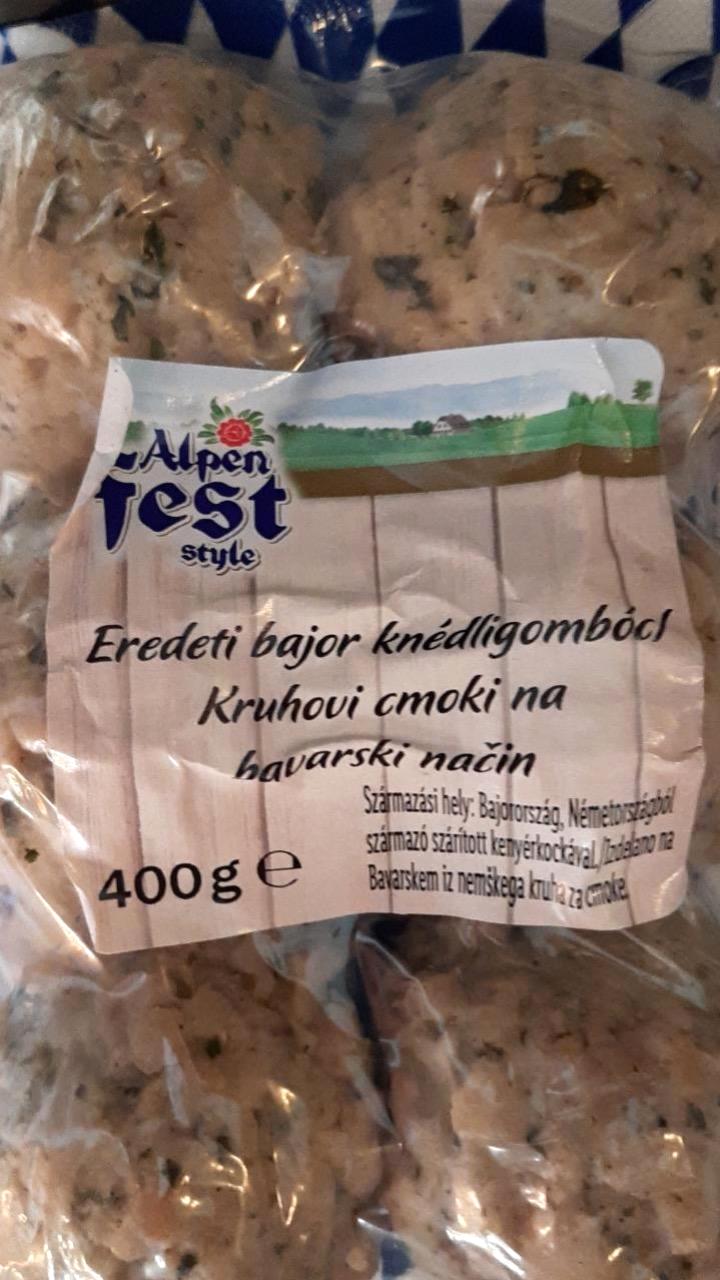 Alpen
fest
style
Eredeti bajor knédligombóc/
Kruhovi cmoki na
bavarski način
Származási hely: Bajorország, Németországból
származó szárított kenyérkockával./Izdelano na
Bavarskem iz nemškega kruha za cmoke.
400 g e